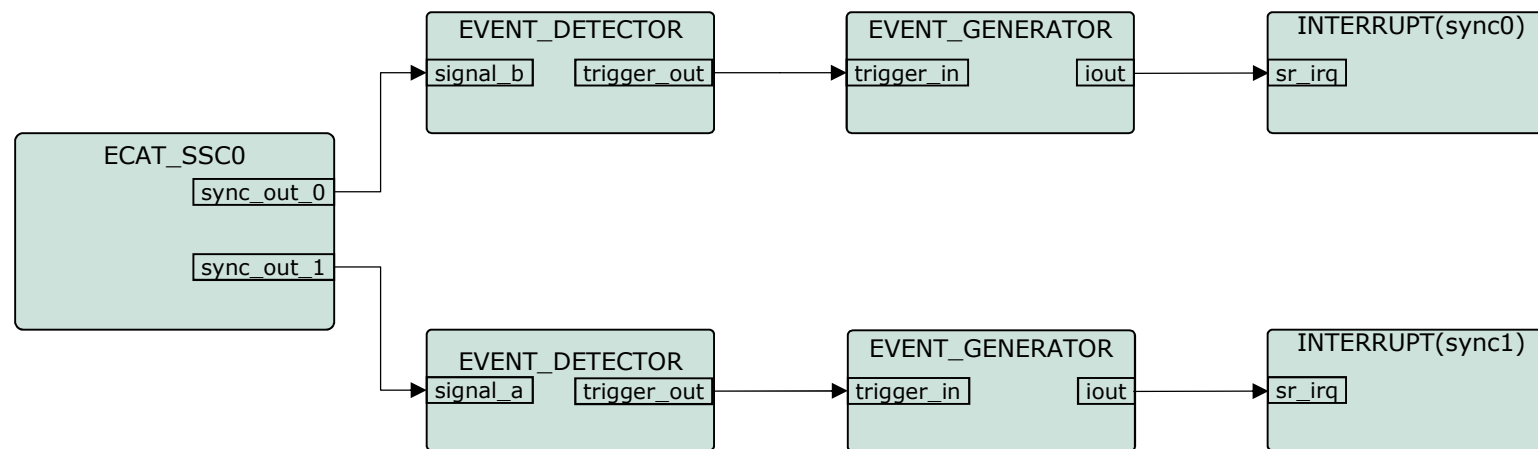 EVENT_DETECTOR
signal_b
trigger_out
EVENT_GENERATOR
trigger_in
iout
INTERRUPT(sync0)
sr_irq
ECAT_SSC0
sync_out_0
sync_out_1
EVENT_DETECTOR
signal_a
trigger_out
EVENT_GENERATOR
trigger_in
iout
INTERRUPT(sync1)
sr_irq